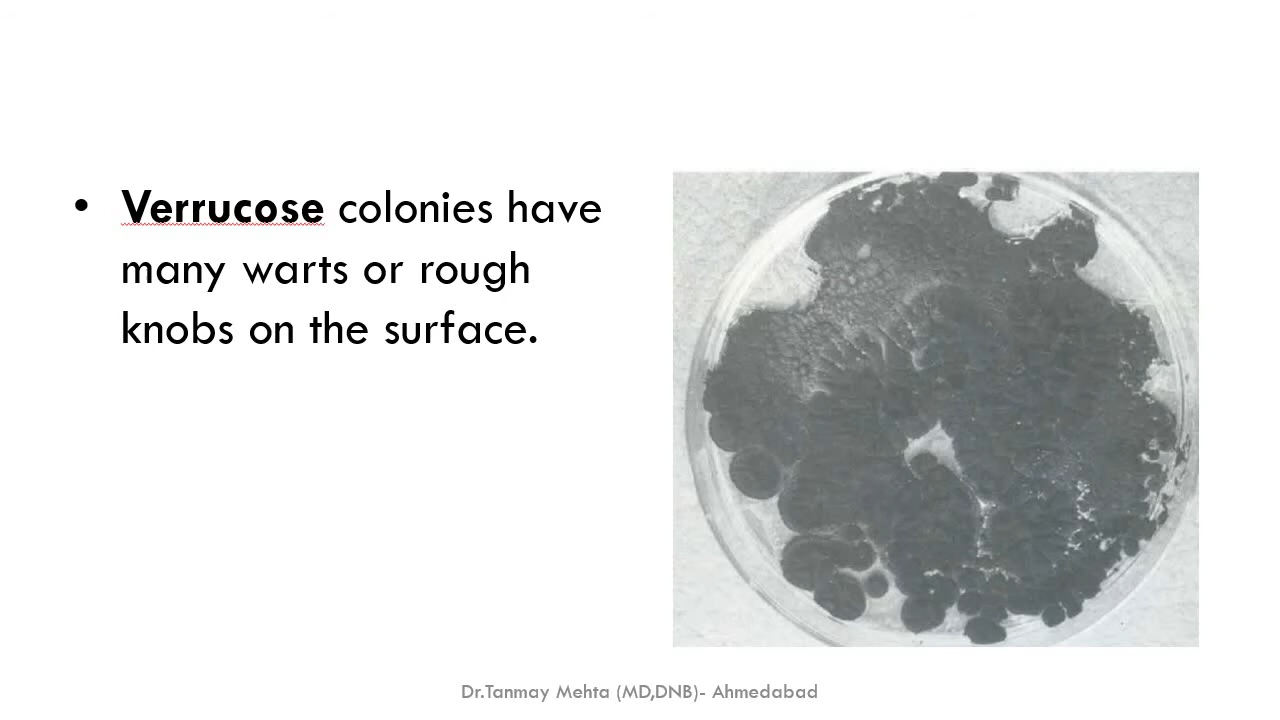 • Verrucose colonies have
many warts or rough
knobs on the surface.
Dr.Tanmay Mehta (MD,DNB)- Ahmedabad